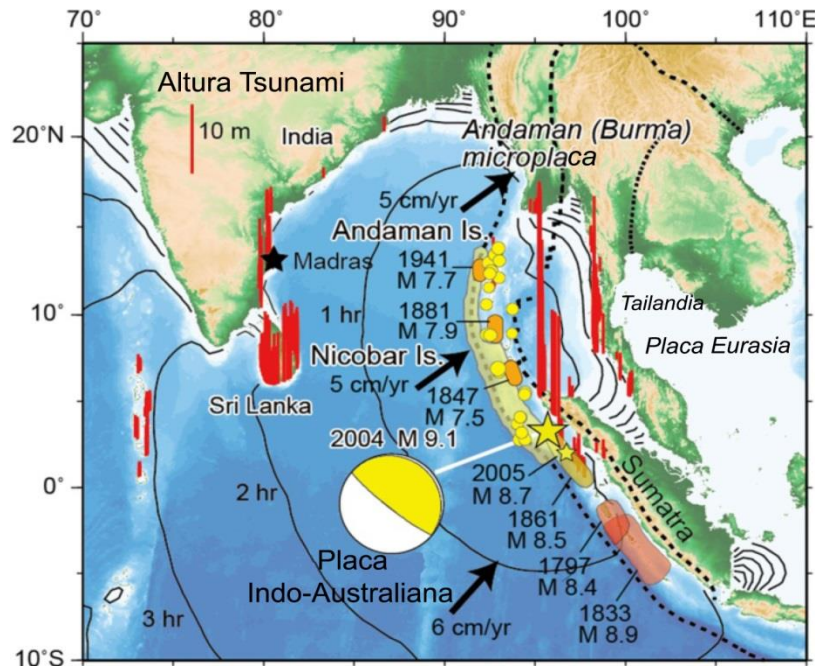 70˚
80˚
90˚
100˚
110˚E
Altura Tsunami
10 m
India
20˚N
Andaman (Burma)
microplaca
5 cm/yr
Andaman Is.
1941
M 7.7
Madras
Tailandia
1 hr
1881
M 7.9
10˚
Placa Eurasia
Nicobar Is.
5 cm/yr
1847
M 7.5
Sri Lanka
2004 M 9.1
2005
M 8.7
Sumatra
0˚
2 hr
1861
M 8.5
Placa
Indo-Australiana
1797
M 8.4
6 cm/yr
1833
M 8.9
3 hr
10˚S